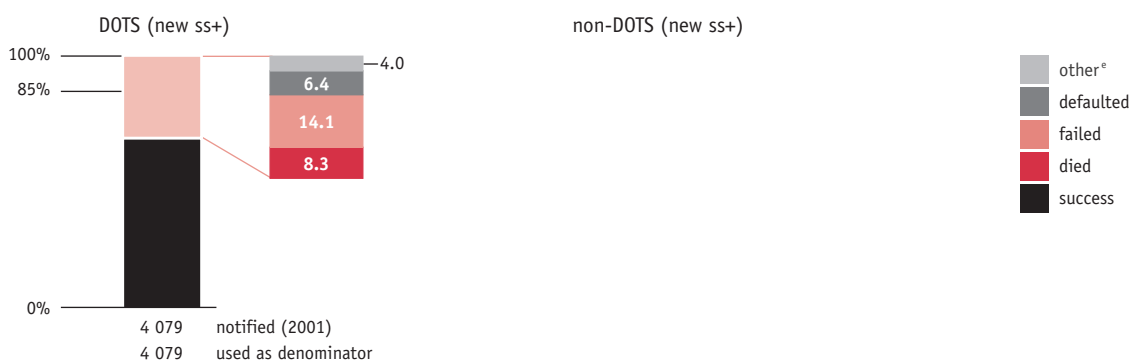 DOTS (new ss+)
non-DOTS (new ss+)
100%
85%
0%
4.0
6.4
14.1
8.3
other e
defaulted
failed
died
success
4 079 notified (2001)
4 079 used as denominator